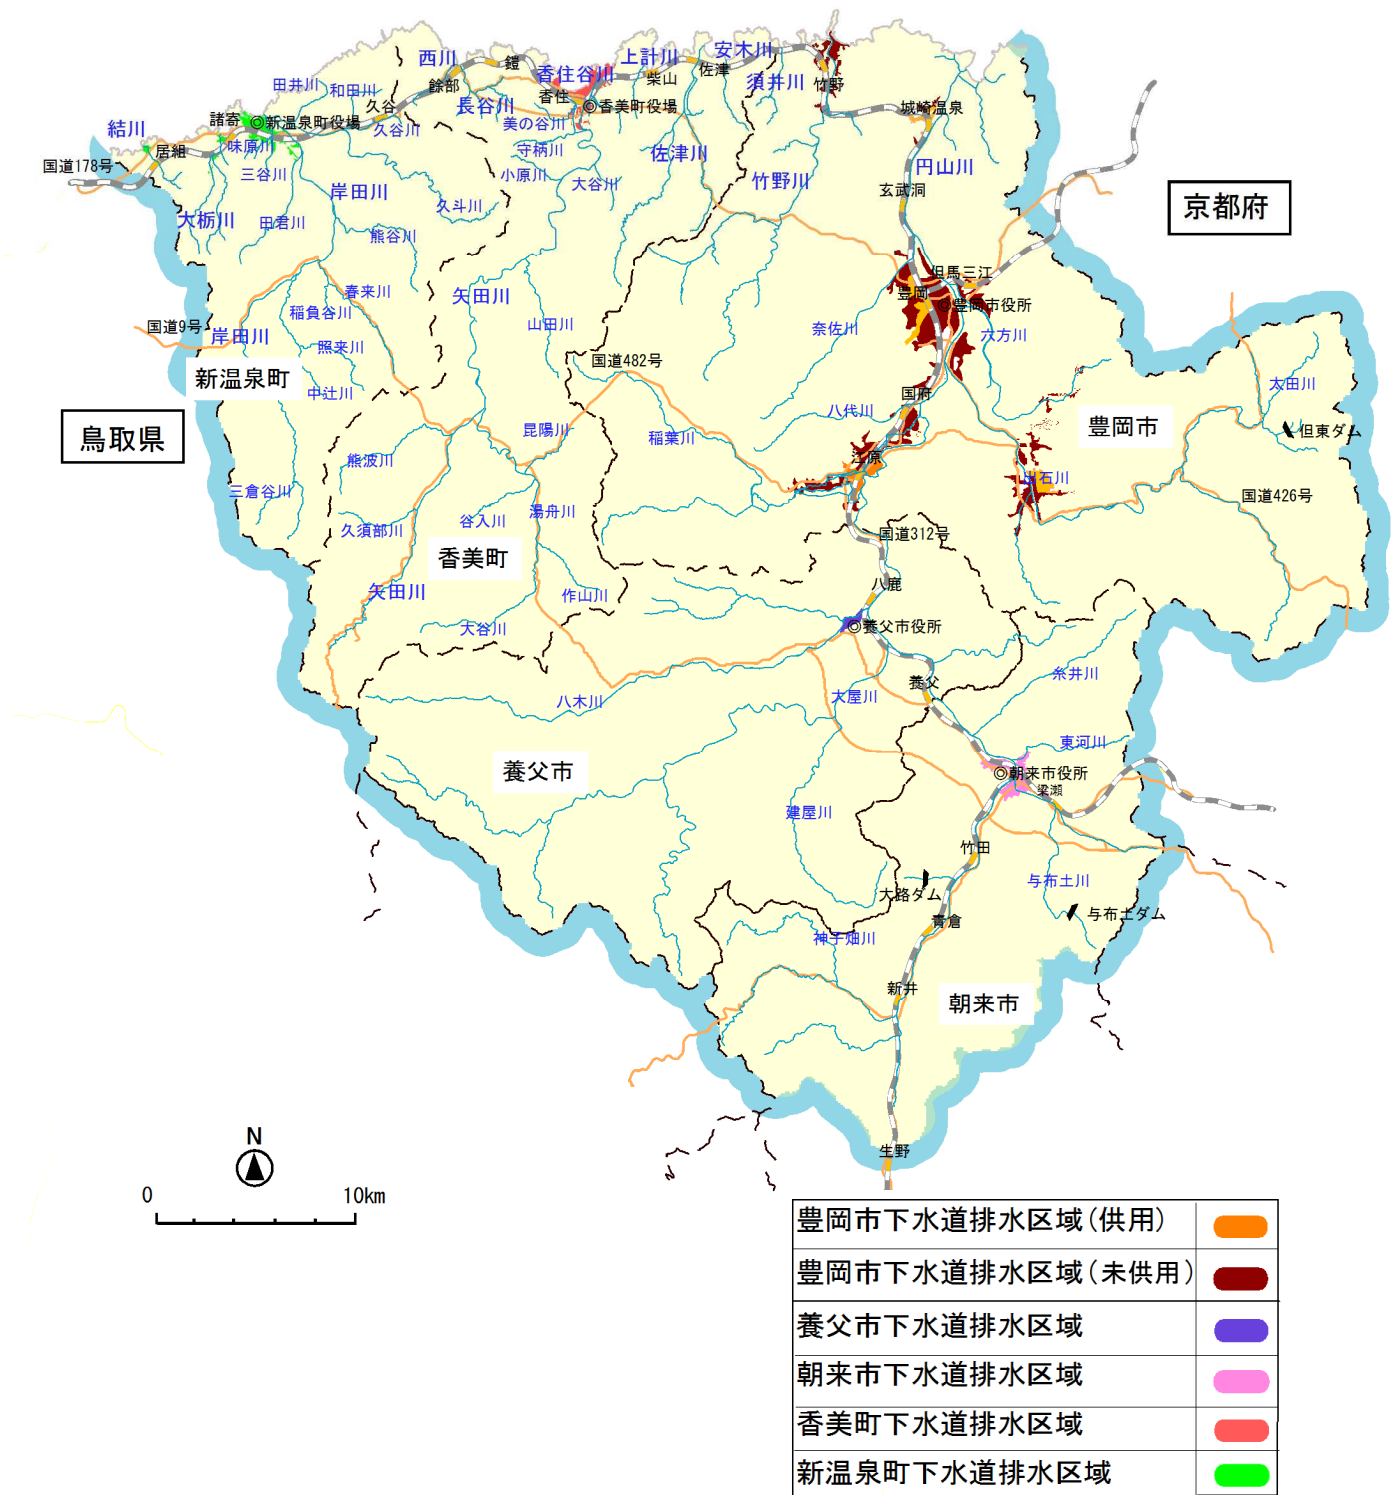 西川
鎧
上計川
安木川
佐津
柴山
香住谷川
須井川
竹野
田井川
和田川
餘部
久谷
香住
◎香美町役場
長谷川
城崎温泉
諸寄
◎新温泉町役場
結川
久谷川
美の谷川
味原川
居組
守柄川
佐津川
国道178号
三谷川
小原川
大谷川
竹野川
円山川
玄武洞
岸田川
久斗川
大栃川
田君川
熊谷川
京都府
但馬三江
豊岡
◎豊岡市役所
春来川
矢田川
稲負谷川
山田川
奈佐川
六方川
国道9号
岸田川
照来川
国道482号
新温泉町
中辻川
国府
太田川
八代川
豊岡市
但東ダム
鳥取県
昆陽川
稲葉川
熊波川
江原
出石川
三倉谷川
国道426号
湯舟川
谷入川
久須部川
国道312号
香美町
八鹿
矢田川
作山川
大谷川
◎養父市役所
糸井川
養父
八木川
大屋川
東河川
養父市
◎朝来市役所
梁瀬
建屋川
竹田
与布土川
大路ダム
与布土ダム
青倉
神子畑川
新井
朝来市
生野
N
0
10km
豊岡市下水道排水区域(供用)
豊岡市下水道排水区域(未供用)
養父市下水道排水区域
朝来市下水道排水区域
香美町下水道排水区域
新温泉町下水道排水区域